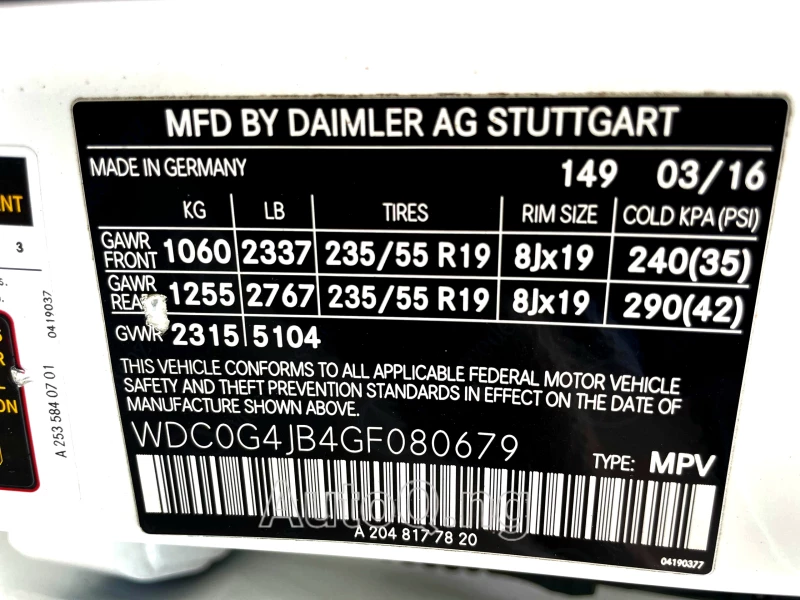 MFD BY DAIMLER AG STUTTGART
MADE IN GERMANY 149 03/16
KG LB TIRES RIM SIZE COLD KPA (PSI)
GAWR FRONT 1060 2337 235/55 R19 8Jx19 240(35)
GAWR REAR 1255 2767 235/55 R19 8Jx19 290(42)
GVWR 2315 5104
THIS VEHICLE CONFORMS TO ALL APPLICABLE FEDERAL MOTOR VEHICLE
SAFETY AND THEFT PREVENTION STANDARDS IN EFFECT ON THE DATE OF
MANUFACTURE SHOWN ABOVE.
WDC0G4JB4GF080679
TYPE: MPV
AutoQ.ng
A 204 817 78 20
04190377
3
A 253 584 07 01 0419037